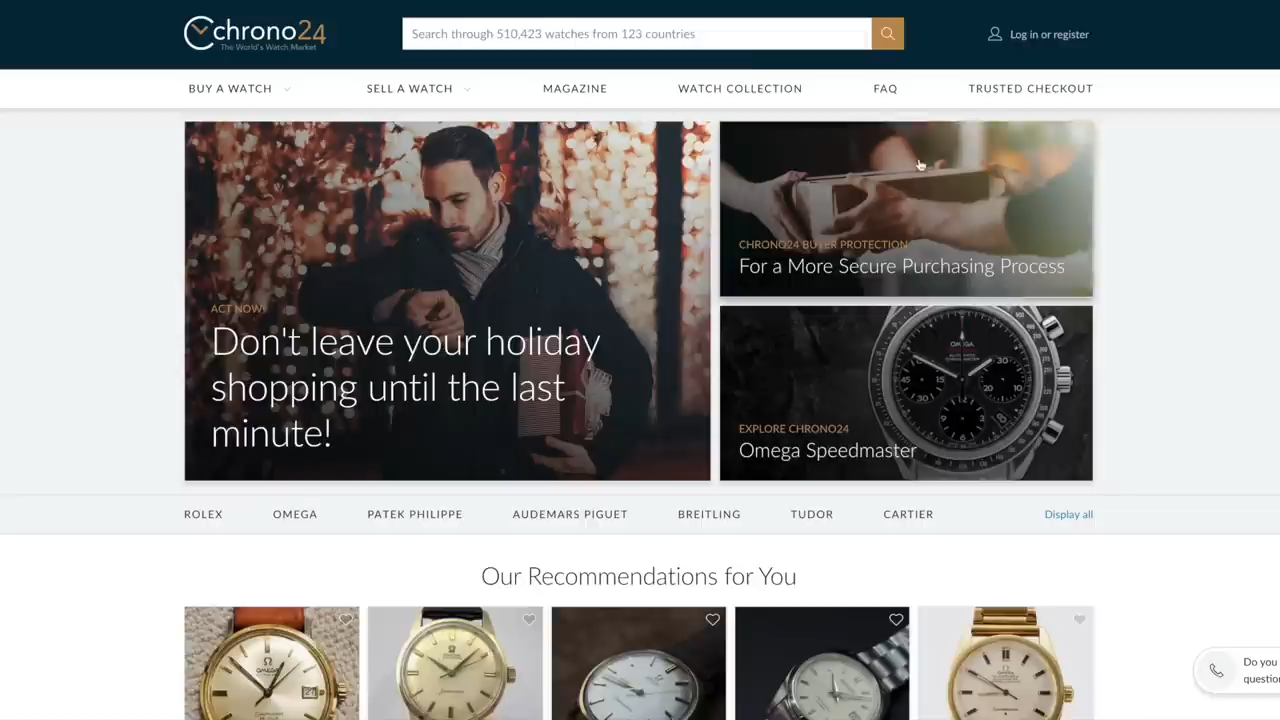 chrono24
The World's Watch Market
Search through 510,423 watches from 123 countries
Log in or register
BUY A WATCH
SELL A WATCH
MAGAZINE
WATCH COLLECTION
FAQ
TRUSTED CHECKOUT
ACT NOW!
Don't leave your holiday
shopping until the last
minute!
CHRONO24 BUYER PROTECTION
For a More Secure Purchasing Process
OMEGA
EXPLORE CHRONO24
Omega Speedmaster
ROLEX
OMEGA
PATEK PHILIPPE
AUDEMARS PIGUET
BREITLING
TUDOR
CARTIER
Display all
Our Recommendations for You
OMEGA
21
Do you
question